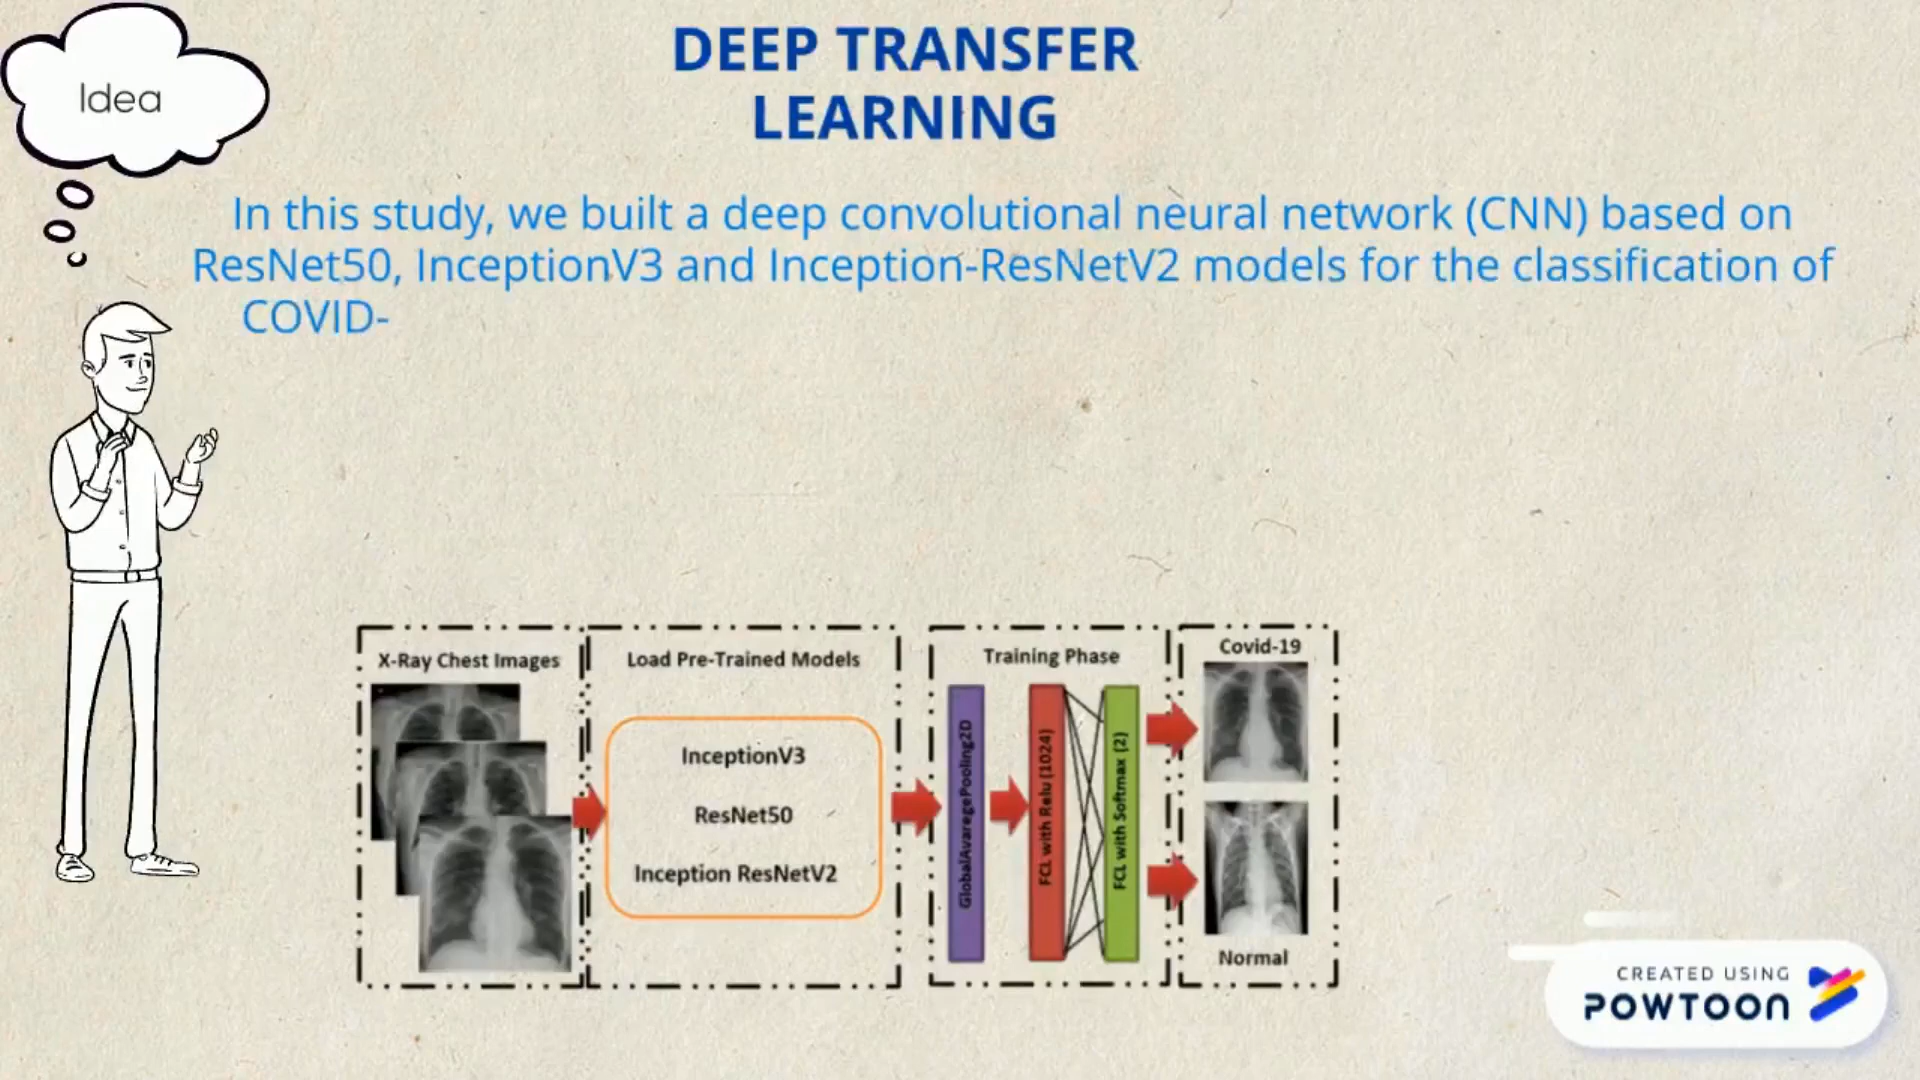 Idea
DEEP TRANSFER
LEARNING
In this study, we built a deep convolutional neural network (CNN) based on
ResNet50, InceptionV3 and Inception-ResNetV2 models for the classification of
COVID-
X-Ray Chest Images
Load Pre-Trained Models
InceptionV3
ResNet50
Inception ResNetV2
Training Phase
GlobalAvaregePooling2D
FCL with Relu (1024)
FCL with Softmax (2)
Covid-19
Normal
CREATED USING
POWTOON